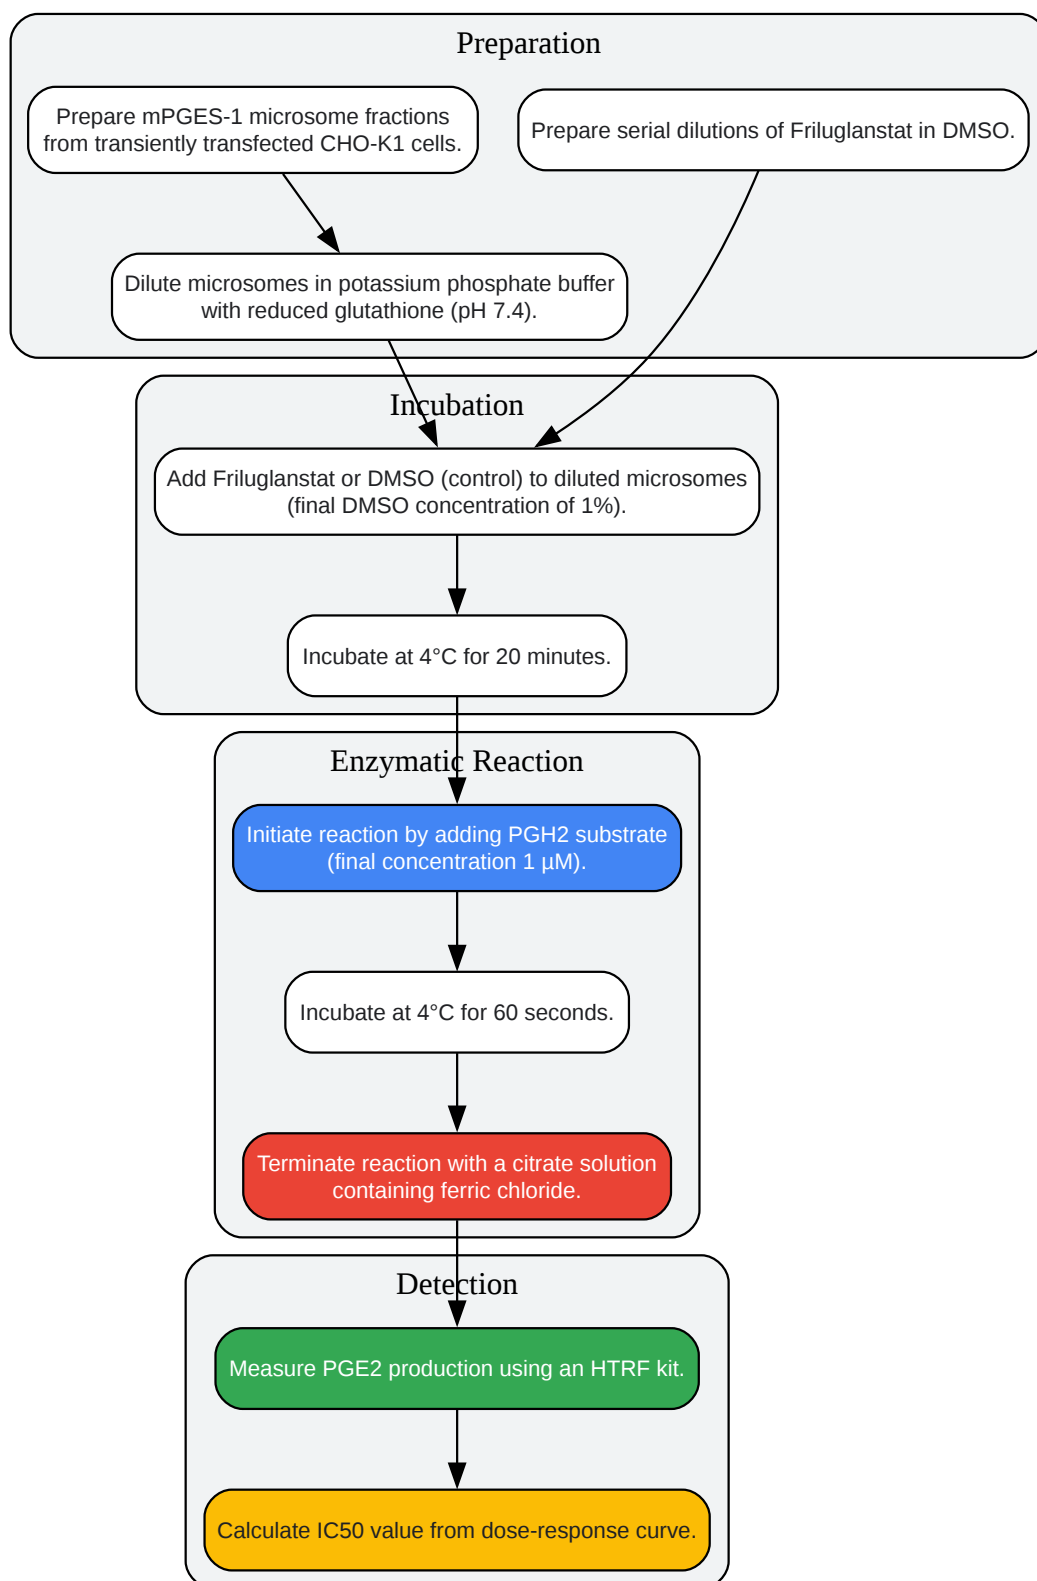 Preparation
Prepare mPGES-1 microsome fractions
from transiently transfected CHO-K1 cells.
Prepare serial dilutions of Friluglanstat in DMSO.
Dilute microsomes in potassium phosphate buffer
with reduced glutathione (pH 7.4).
Incubation
Add Friluglanstat or DMSO (control) to diluted microsomes
(final DMSO concentration of 1%).
Incubate at 4°C for 20 minutes.
Enzymatic Reaction
Initiate reaction by adding PGH2 substrate
(final concentration 1 µM).
Incubate at 4°C for 60 seconds.
Terminate reaction with a citrate solution
containing ferric chloride.
Detection
Measure PGE2 production using an HTRF kit.
Calculate IC50 value from dose-response curve.